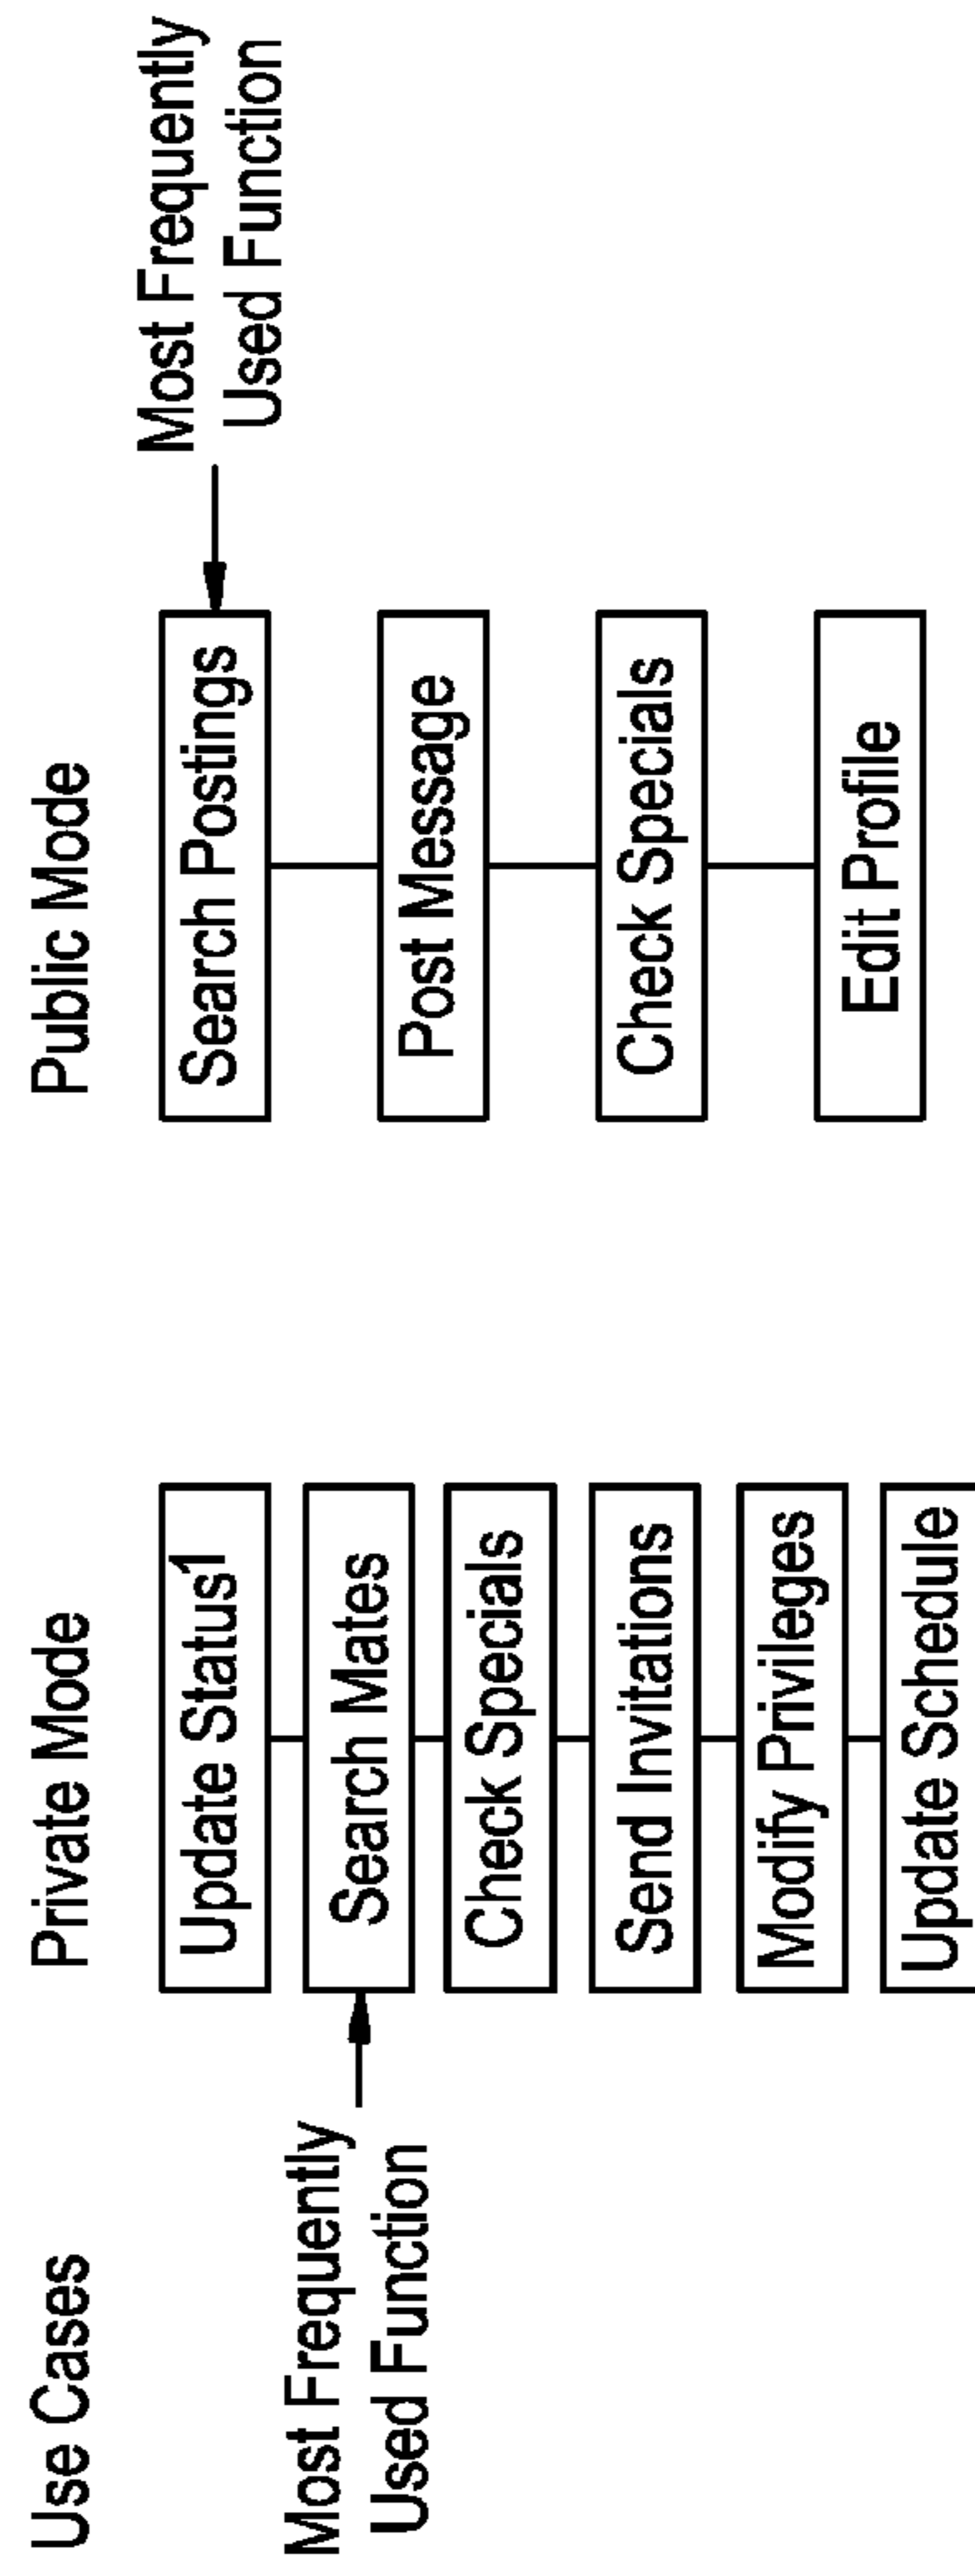 Use Cases
Private Mode
Public Mode
Most Frequently
Used Function
Update Status1
Search Mates
Check Specials
Send Invitations
Modify Privileges
Update Schedule
Search Postings
Post Message
Check Specials
Edit Profile
Most Frequently
Used Function